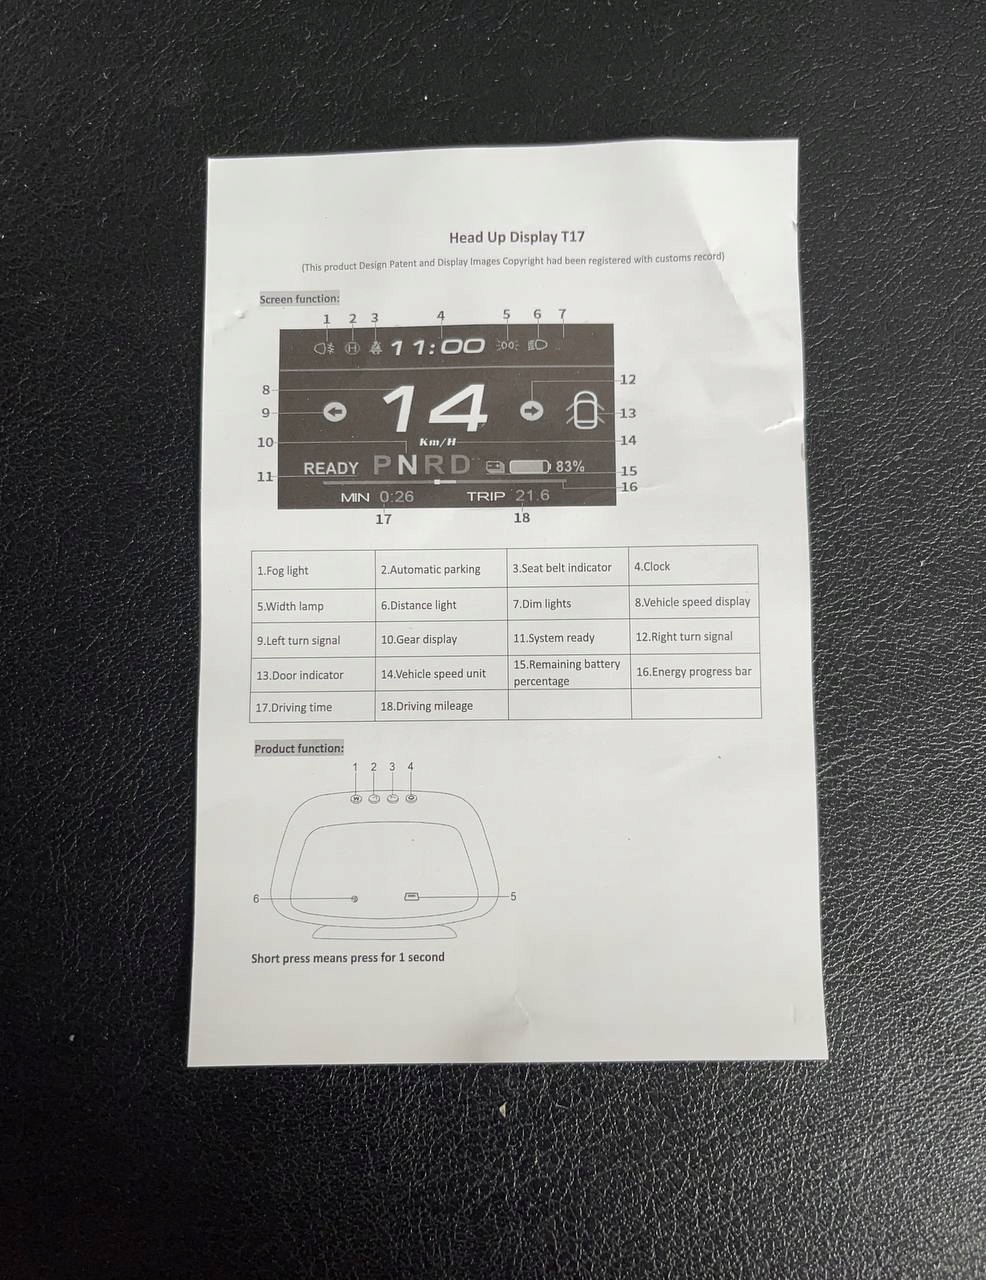 Head Up Display T17
(This product Design Patent and Display Images Copyright had been registered with customs record)
Screen function:
1 2 3 4 5 6 7
11:00
8
12
9
14
13
10
Km/H
14
11
READY PNRD 83%
15
16
MIN 0:26 TRIP 21.6
17 18
1.Fog light 2.Automatic parking 3.Seat belt indicator 4.Clock
5.Width lamp 6.Distance light 7.Dim lights 8.Vehicle speed display
9.Left turn signal 10.Gear display 11.System ready 12.Right turn signal
13.Door indicator 14.Vehicle speed unit 15.Remaining battery percentage 16.Energy progress bar
17.Driving time 18.Driving mileage
Product function:
1 2 3 4
6 5
Short press means press for 1 second